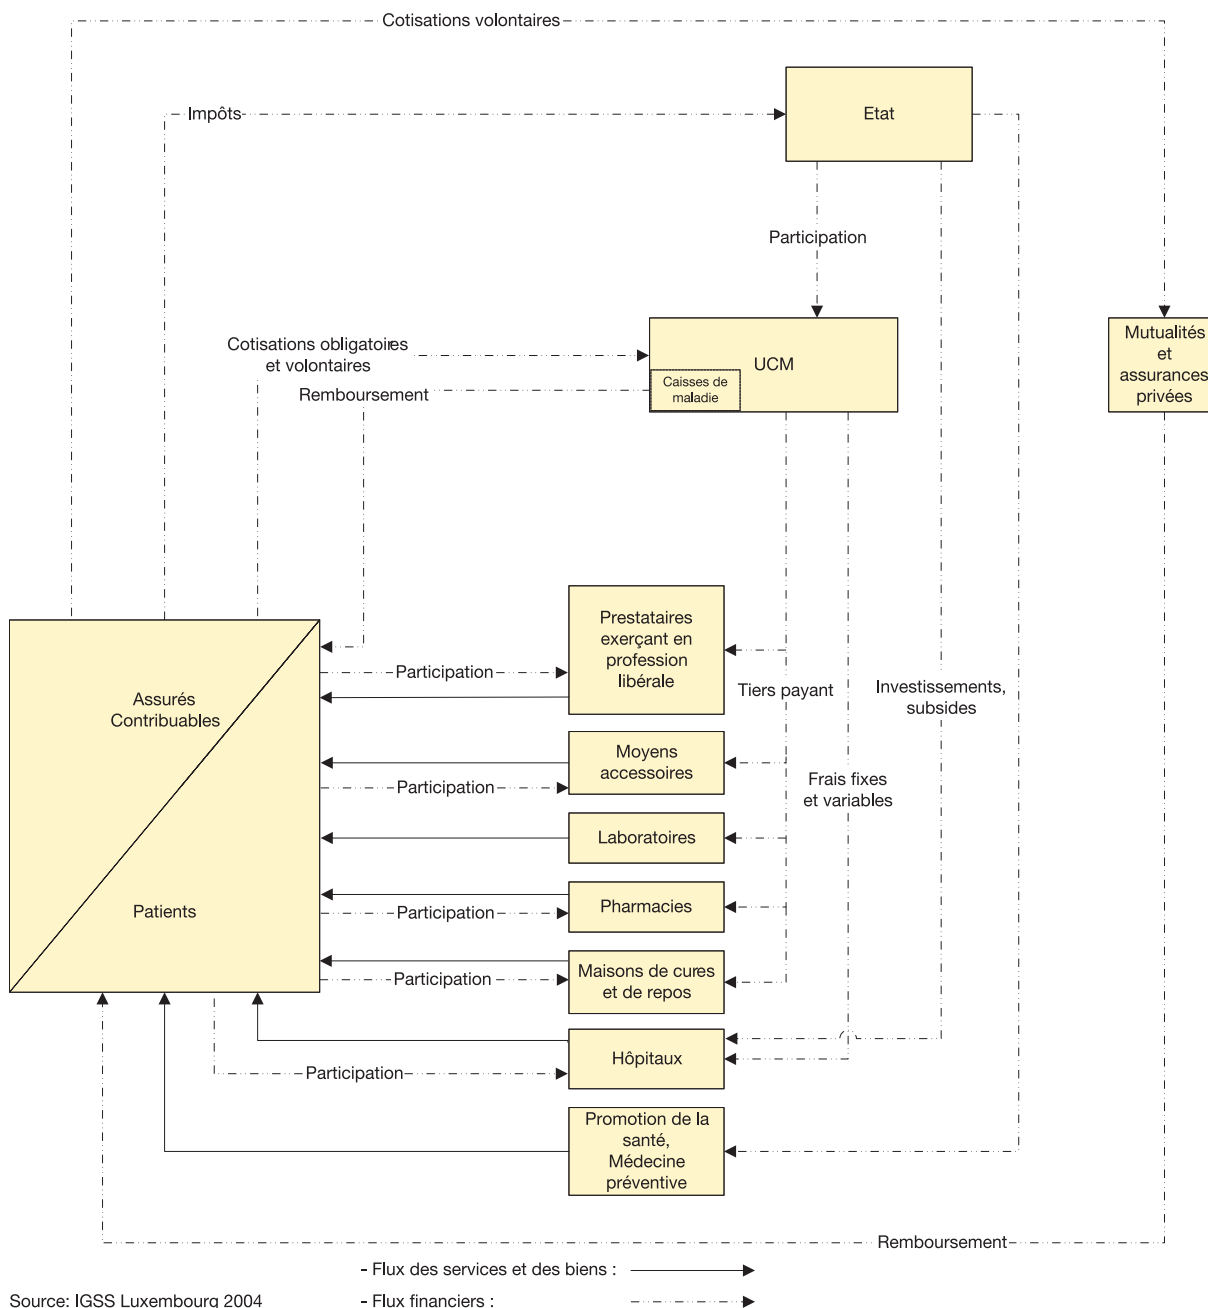 Cotisations volontaires
Impôts
Etat
Participation
Cotisations obligatoires
et volontaires
Remboursement
UCM
Caisses de
maladie
Mutualités
et
assurances
privées
Prestataires
exerçant en
profession
libérale
Participation
Tiers payant
Investissements,
subsides
Assurés
Contribuables
Moyens
accessoires
Participation
Frais fixes
et variables
Laboratoires
Patients
Pharmacies
Participation
Maisons de cures
et de repos
Participation
Hôpitaux
Participation
Promotion de la
santé,
Médecine
préventive
Remboursement
- Flux des services et des biens :
Source: IGSS Luxembourg 2004
- Flux financiers :